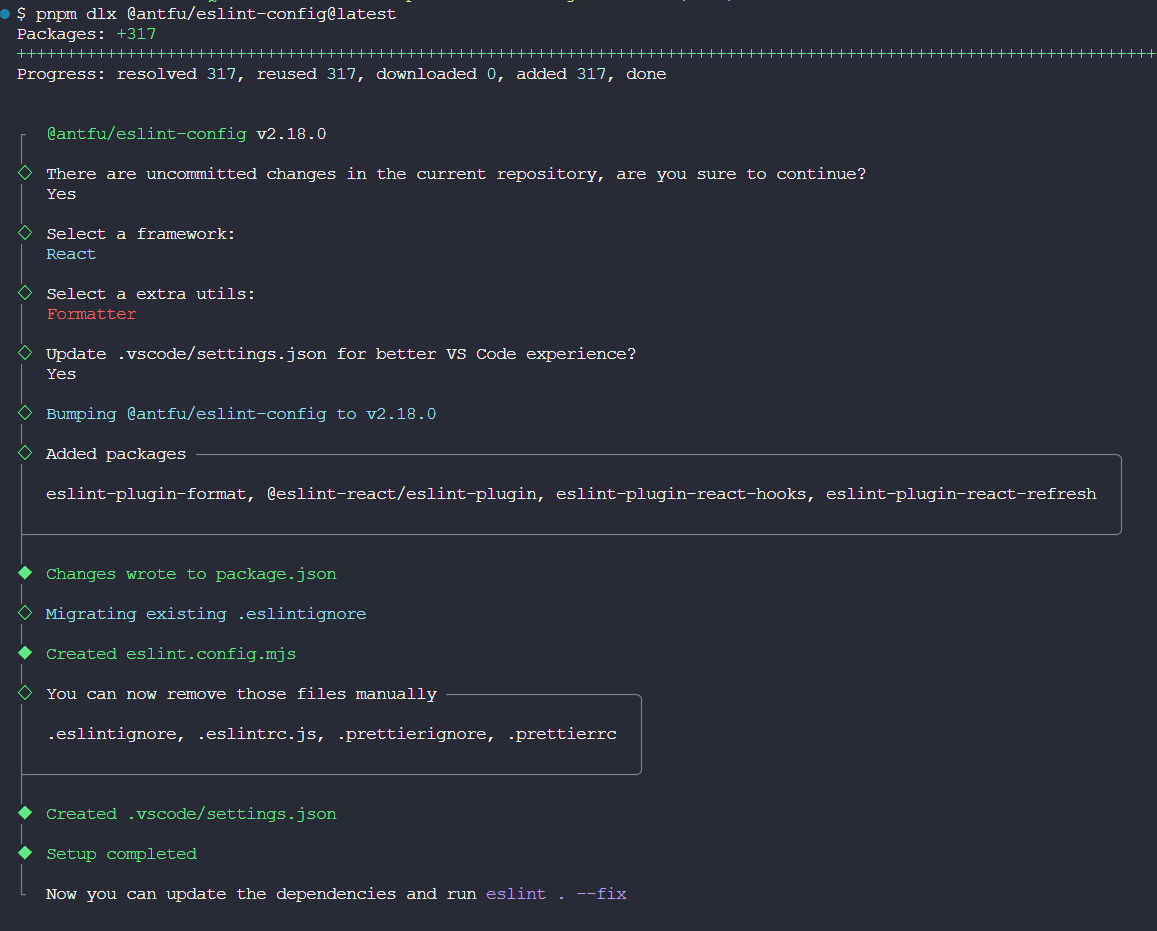 $ pnpm dlx @antfu/eslint-config@latest
Packages: +317
++++++++++++++++++++++++++++++++++++++++++++++++++++++++++++++++++++++++++++++++++++++++++++++++++++++++++++++++++
Progress: resolved 317, reused 317, downloaded 0, added 317, done
@antfu/eslint-config v2.18.0
There are uncommitted changes in the current repository, are you sure to continue?
Yes
Select a framework:
React
Select a extra utils:
Formatter
Update .vscode/settings.json for better VS Code experience?
Yes
Bumping @antfu/eslint-config to v2.18.0
Added packages
eslint-plugin-format, @eslint-react/eslint-plugin, eslint-plugin-react-hooks, eslint-plugin-react-refresh
Changes wrote to package.json
Migrating existing .eslintignore
Created eslint.config.mjs
You can now remove those files manually
.eslintignore, .eslintrc.js, .prettierignore, .prettierrc
Created .vscode/settings.json
Setup completed
Now you can update the dependencies and run eslint . --fix